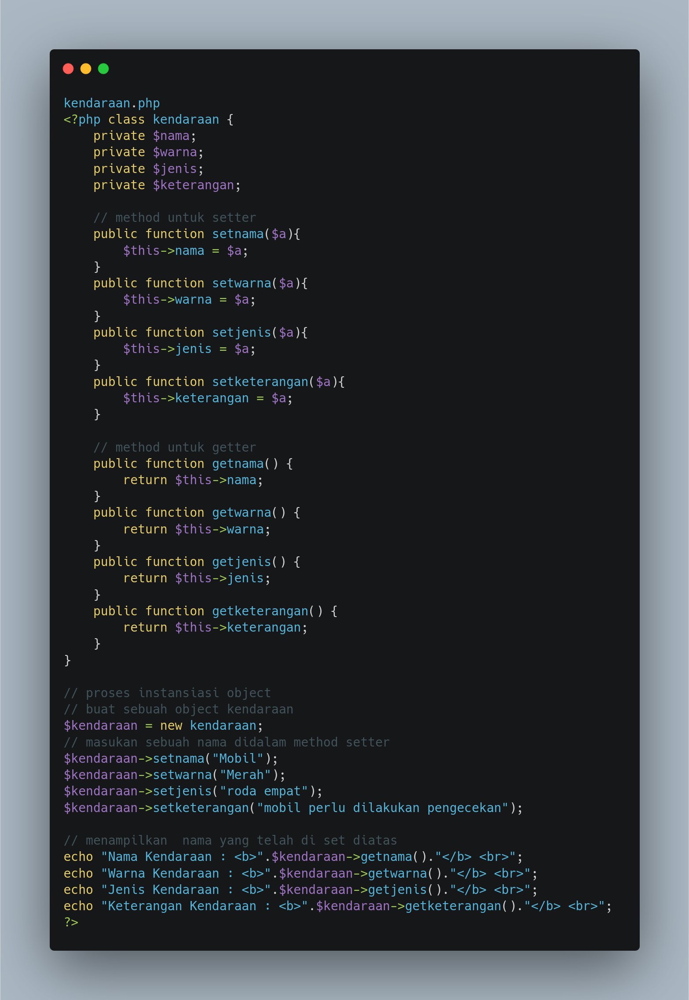 kendaraan.php
<?php class kendaraan {
    private $nama;
    private $warna;
    private $jenis;
    private $keterangan;

    // method untuk setter
    public function setnama($a){
        $this->nama = $a;
    }
    public function setwarna($a){
        $this->warna = $a;
    }
    public function setjenis($a){
        $this->jenis = $a;
    }
    public function setketerangan($a){
        $this->keterangan = $a;
    }

    // method untuk getter
    public function getnama() {
        return $this->nama;
    }
    public function getwarna() {
        return $this->warna;
    }
    public function getjenis() {
        return $this->jenis;
    }
    public function getketerangan() {
        return $this->keterangan;
    }
}

// proses instansiasi object
// buat sebuah object kendaraan
$kendaraan = new kendaraan;
// masukan sebuah nama didalam method setter
$kendaraan->setnama("Mobil");
$kendaraan->setwarna("Merah");
$kendaraan->setjenis("roda empat");
$kendaraan->setketerangan("mobil perlu dilakukan pengecekan");

// menampilkan  nama yang telah di set diatas
echo "Nama Kendaraan : <b>".$kendaraan->getnama()."</b> <br>";
echo "Warna Kendaraan : <b>".$kendaraan->getwarna()."</b> <br>";
echo "Jenis Kendaraan : <b>".$kendaraan->getjenis()."</b> <br>";
echo "Keterangan Kendaraan : <b>".$kendaraan->getketerangan()."</b> <br>";
?>